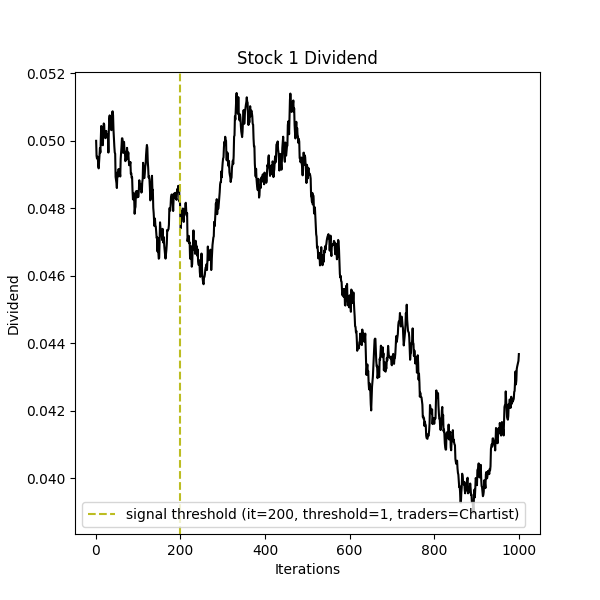 Stock 1 Dividend
0.052
0.050
0.048
0.046
0.044
0.042
0.040
Dividend
signal threshold (it=200, threshold=1, traders=Chartist)
0 200 400 600 800 1000
Iterations